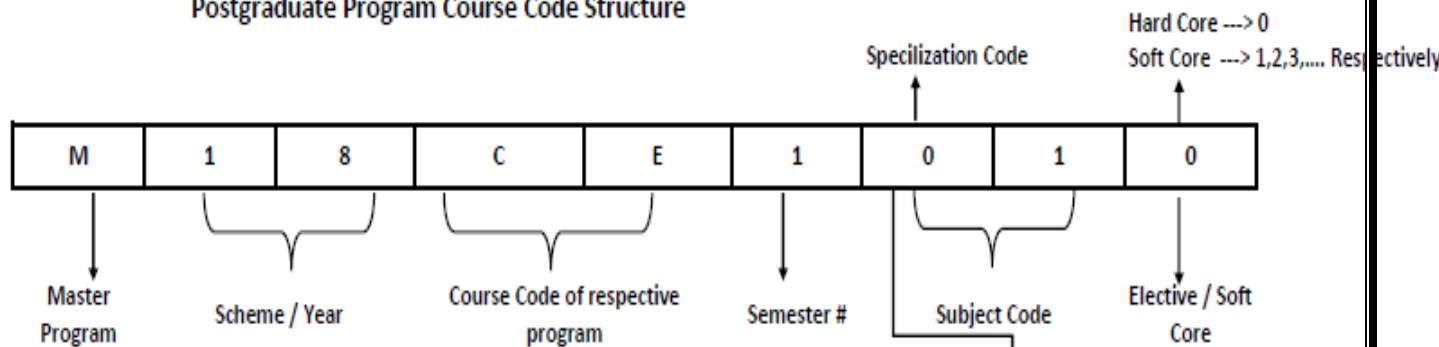 Postgraduate Program Course Code Structure
Hard Core ---> 0
Specilization Code
Soft Core ---> 1,2,3,.... Respectively
M 1 8 C E 1 0 1 0
Master
Program
Scheme / Year
Course Code of respective
program
Semester #
Subject Code
Elective / Soft
Core